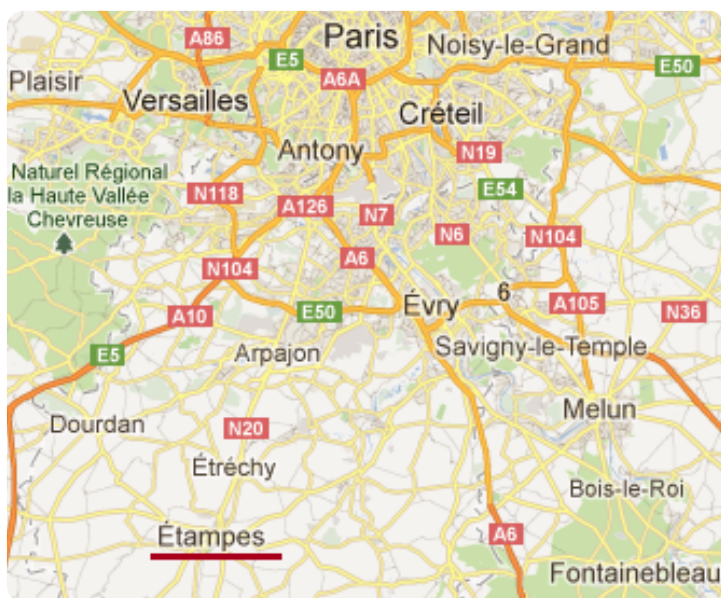 A86
Paris
Noisy-le-Grand
E5
E50
A6A
Plaisir
Versailles
Créteil
Antony
N19
Naturel Régional
la Haute Vallée
Chevreuse
N118
E54
A126
N7
N6
N104
A6
N104
6
A105
N36
A10
E50
Évry
E5
Arpajon
Savigny-le-Temple
Dourdan
N20
Melun
Étréchy
Bois-le-Roi
Étampes
A6
Fontainebleau